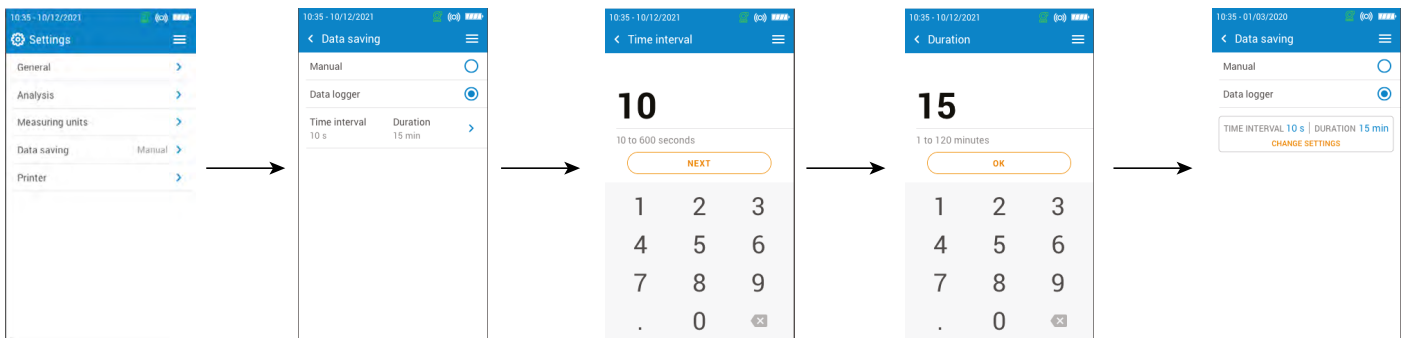 10:35 - 10/12/2021
Settings
General
Analysis
Measuring units
Data saving Manual
Printer
10:35 - 10/12/2021
Data saving
Manual
Data logger
Time interval Duration
10 s 15 min
10:35 - 10/12/2021
Time interval
10
10 to 600 seconds
NEXT
1 2 3
4 5 6
7 8 9
. 0
10:35 - 10/12/2021
Duration
15
1 to 120 minutes
OK
1 2 3
4 5 6
7 8 9
. 0
10:35 - 01/03/2020
Data saving
Manual
Data logger
TIME INTERVAL 10 s | DURATION 15 min
CHANGE SETTINGS